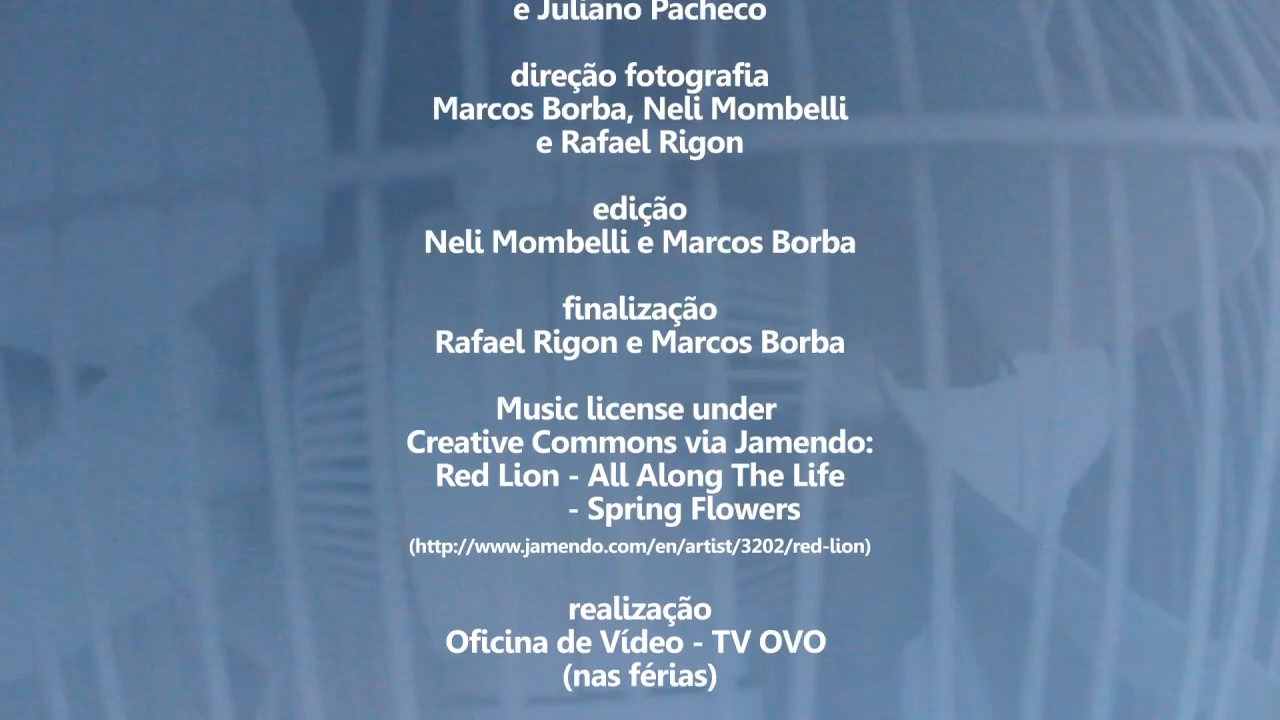 e Juliano Pacheco
direção fotografia
Marcos Borba, Neli Mombelli
e Rafael Rigon
edição
Neli Mombelli e Marcos Borba
finalização
Rafael Rigon e Marcos Borba
Music license under
Creative Commons via Jamendo:
Red Lion - All Along The Life
- Spring Flowers
(http://www.jamendo.com/en/artist/3202/red-lion)
realização
Oficina de Vídeo - TV OVO
(nas férias)